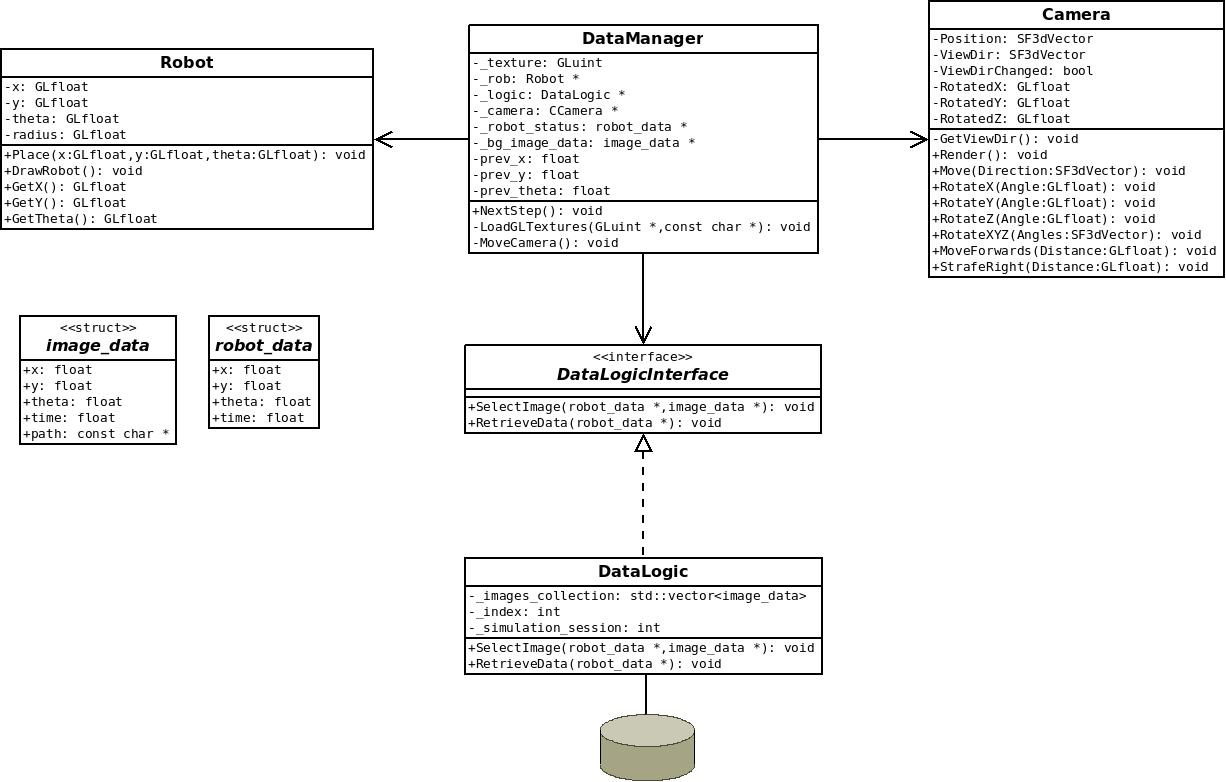 Robot
-x: GLfloat
-y: GLfloat
-theta: GLfloat
-radius: GLfloat
+Place(x:GLfloat,y:GLfloat,theta:GLfloat): void
+DrawRobot(): void
+GetX(): GLfloat
+GetY(): GLfloat
+GetTheta(): GLfloat
DataManager
-_texture: GLuint
-_rob: Robot *
-_logic: DataLogic *
-_camera: CCamera *
-_robot_status: robot_data *
-_bg_image_data: image_data *
-prev_x: float
-prev_y: float
-prev_theta: float
+NextStep(): void
-LoadGLTextures(GLuint *,const char *): void
-MoveCamera(): void
Camera
-Position: SF3dVector
-ViewDir: SF3dVector
-ViewDirChanged: bool
-RotatedX: GLfloat
-RotatedY: GLfloat
-RotatedZ: GLfloat
-GetViewDir(): void
+Render(): void
+Move(Direction:SF3dVector): void
+RotateX(Angle:GLfloat): void
+RotateY(Angle:GLfloat): void
+RotateZ(Angle:GLfloat): void
+RotateXYZ(Angles:SF3dVector): void
+MoveForwards(Distance:GLfloat): void
+StrafeRight(Distance:GLfloat): void
<<struct>>
image_data
+x: float
+y: float
+theta: float
+time: float
+path: const char *
<<struct>>
robot_data
+x: float
+y: float
+theta: float
+time: float
<<interface>>
DataLogicInterface
+SelectImage(robot_data *,image_data *): void
+RetrieveData(robot_data *): void
DataLogic
-_images_collection: std::vector<image_data>
-_index: int
-_simulation_session: int
+SelectImage(robot_data *,image_data *): void
+RetrieveData(robot_data *): void